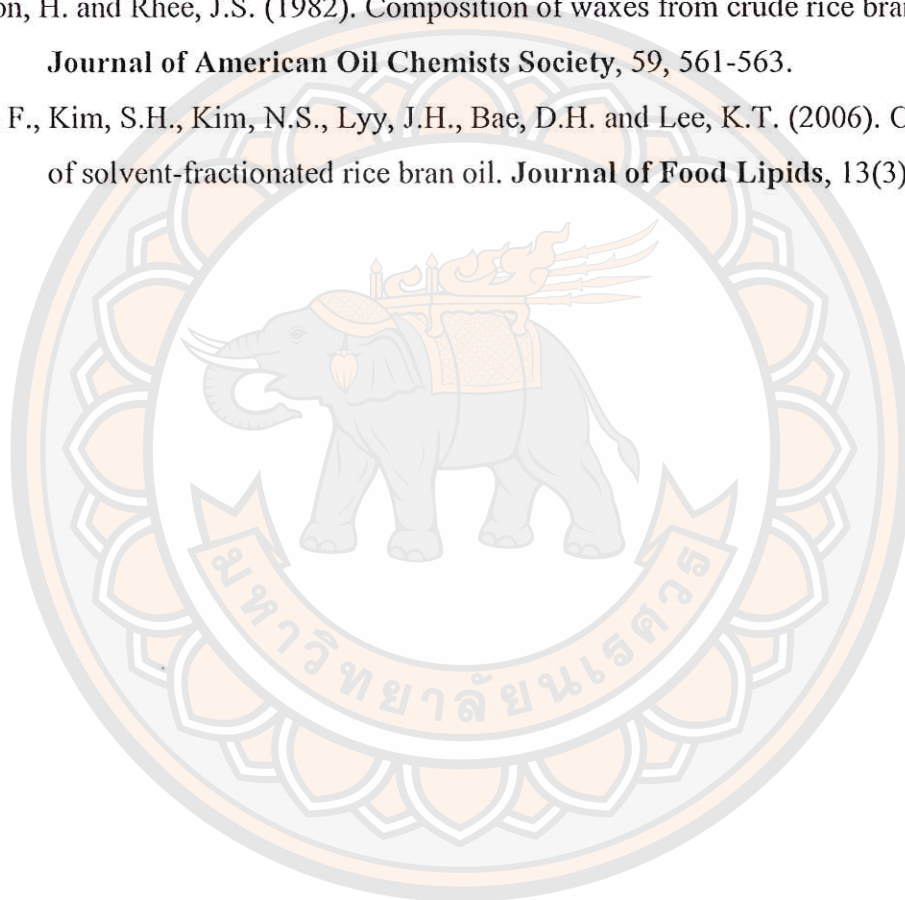 on, H. and Rhee, J.S. (1982). Composition of waxes from crude rice bran
Journal of American Oil Chemists Society, 59, 561-563.
F., Kim, S.H., Kim, N.S., Lyy, J.H., Bae, D.H. and Lee, K.T. (2006). C
of solvent-fractionated rice bran oil. Journal of Food Lipids, 13(3)
มหาวิทยาลัยนเรศวร